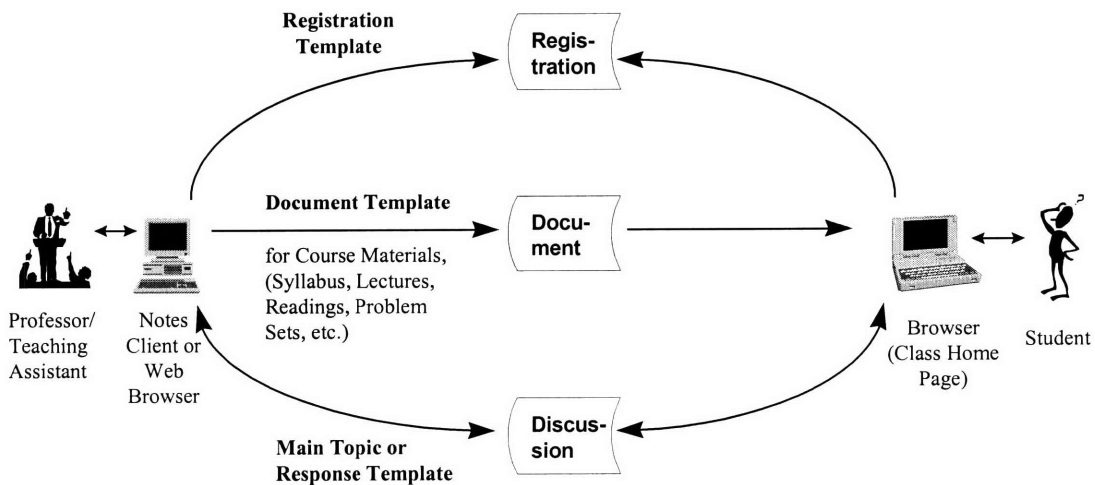 Registration
Template
Regis-
tration
Document Template
for Course Materials,
(Syllabus, Lectures,
Readings, Problem
Sets, etc.)
Docu-
ment
?
Professor/
Teaching
Assistant
Notes
Client or
Web
Browser
Browser
(Class Home
Page)
Student
Main Topic or
Response Template
Discus-
sion